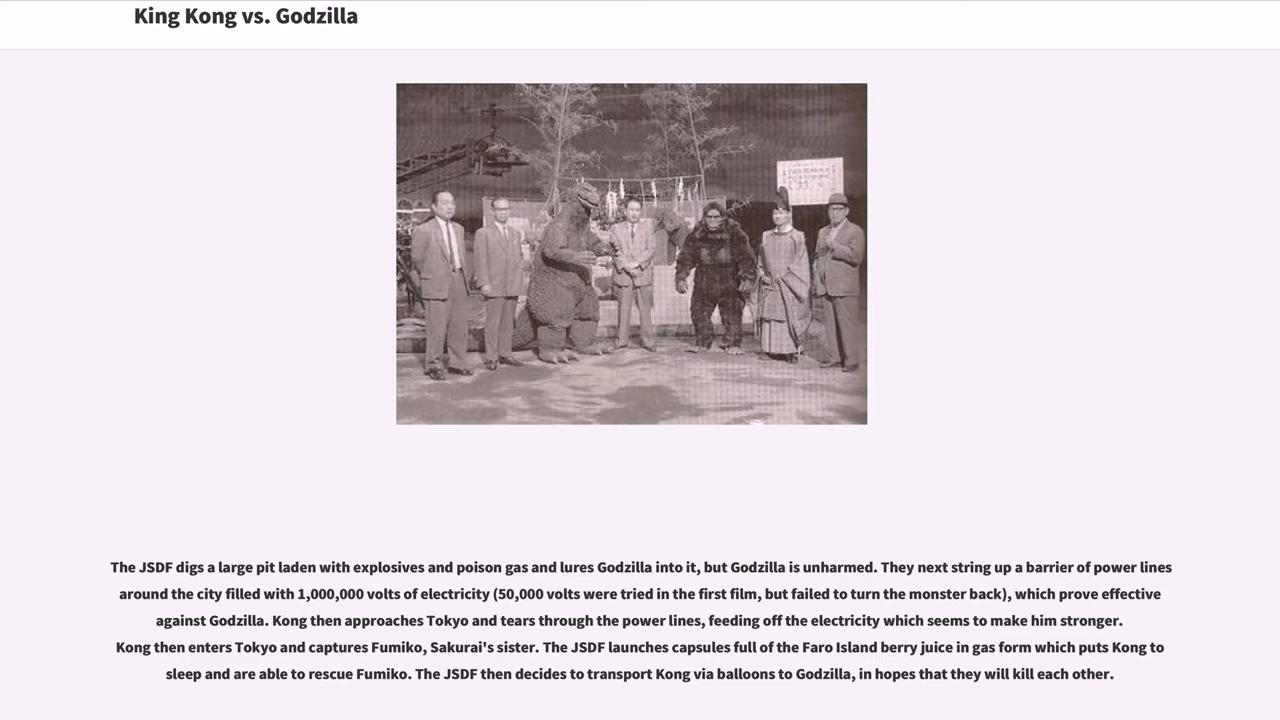 King Kong vs. Godzilla
The JSDF digs a large pit laden with explosives and poison gas and lures Godzilla into it, but Godzilla is unharmed. They next string up a barrier of power lines
around the city filled with 1,000,000 volts of electricity (50,000 volts were tried in the first film, but failed to turn the monster back), which prove effective
against Godzilla. Kong then approaches Tokyo and tears through the power lines, feeding off the electricity which seems to make him stronger.
Kong then enters Tokyo and captures Fumiko, Sakurai's sister. The JSDF launches capsules full of the Faro Island berry juice in gas form which puts Kong to
sleep and are able to rescue Fumiko. The JSDF then decides to transport Kong via balloons to Godzilla, in hopes that they will kill each other.